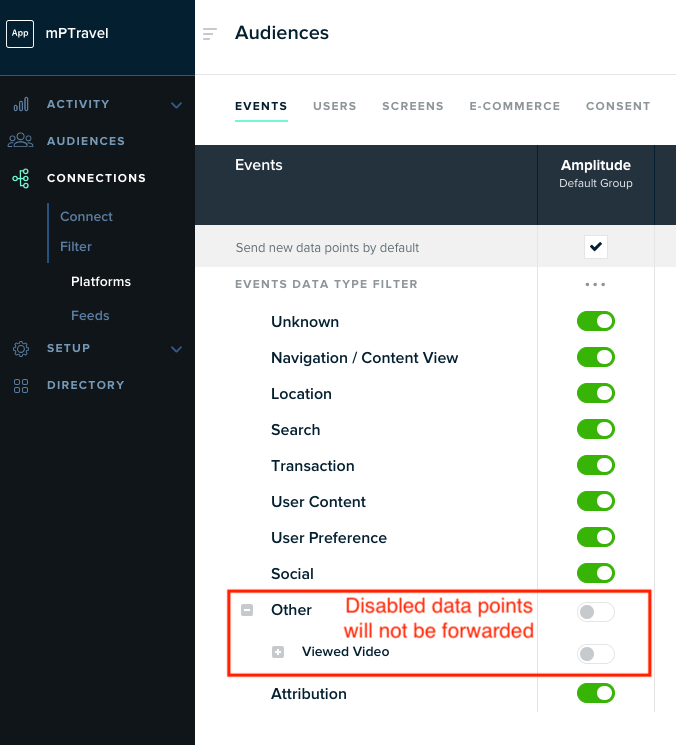 App
mPTravel
Audiences
ACTIVITY
AUDIENCES
CONNECTIONS
Connect
Filter
Platforms
Feeds
SETUP
DIRECTORY
EVENTS USERS SCREENS E-COMMERCE CONSENT
Events
Amplitude
Default Group
Send new data points by default
EVENTS DATA TYPE FILTER
Unknown
Navigation / Content View
Location
Search
Transaction
User Content
User Preference
Social
Other
Disabled data points
will not be forwarded
Viewed Video
Attribution